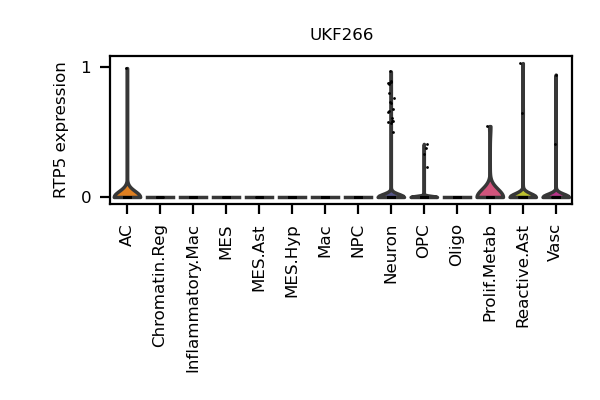 UKF266
RTP5 expression
1
0
AC
Chromatin.Reg
Inflammatory.Mac
MES
MES.Ast
MES.Hyp
Mac
NPC
Neuron
OPC
Oligo
Prolif.Metab
Reactive.Ast
Vasc